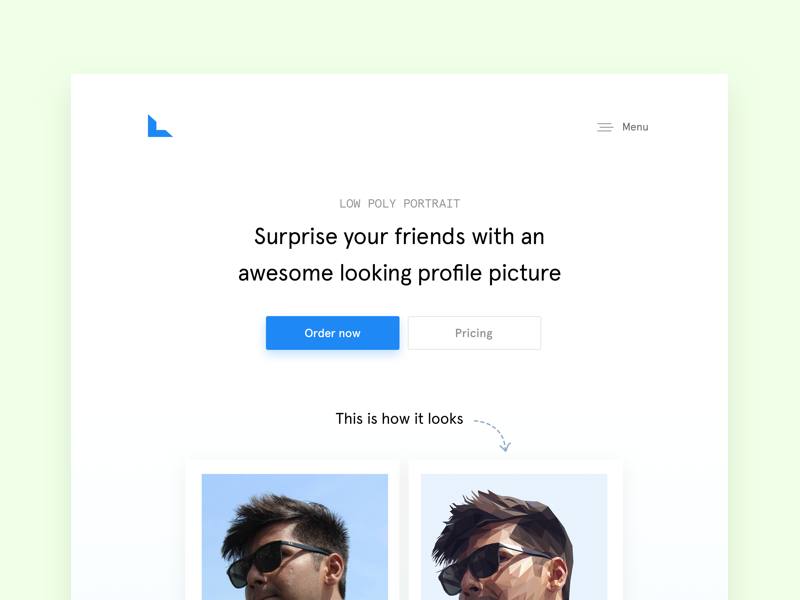 Menu
LOW POLY PORTRAIT
Surprise your friends with an
awesome looking profile picture
Order now
Pricing
This is how it looks